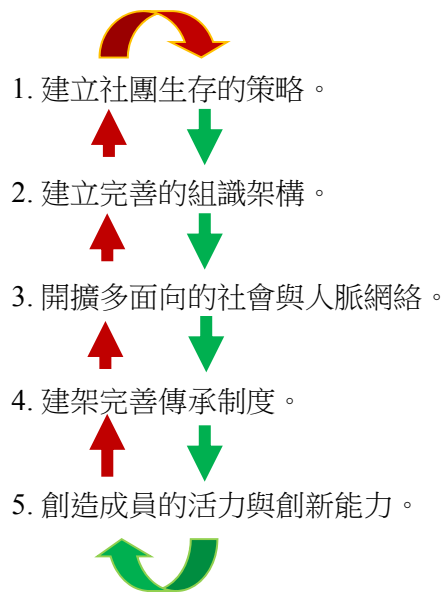 1. 建立社團生存的策略。
2. 建立完善的組識架構。
3. 開擴多面向的社會與人脈網絡。
4. 建架完善傳承制度。
5. 創造成員的活力與創新能力。